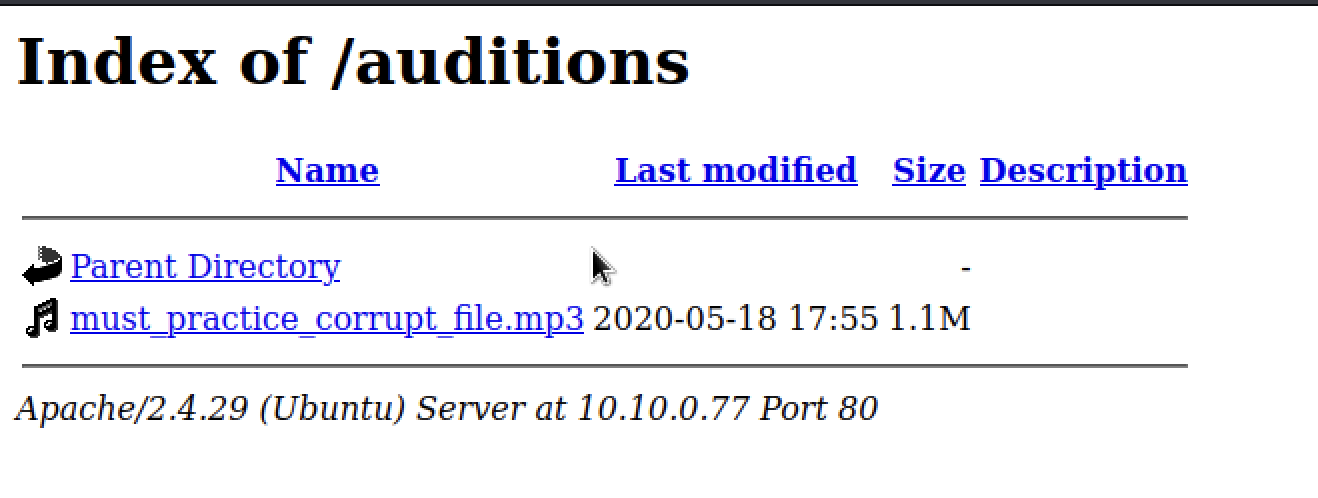 Index of /auditions
Name Last modified Size Description
Parent Directory -
must_practice_corrupt_file.mp3 2020-05-18 17:55 1.1M
Apache/2.4.29 (Ubuntu) Server at 10.10.0.77 Port 80